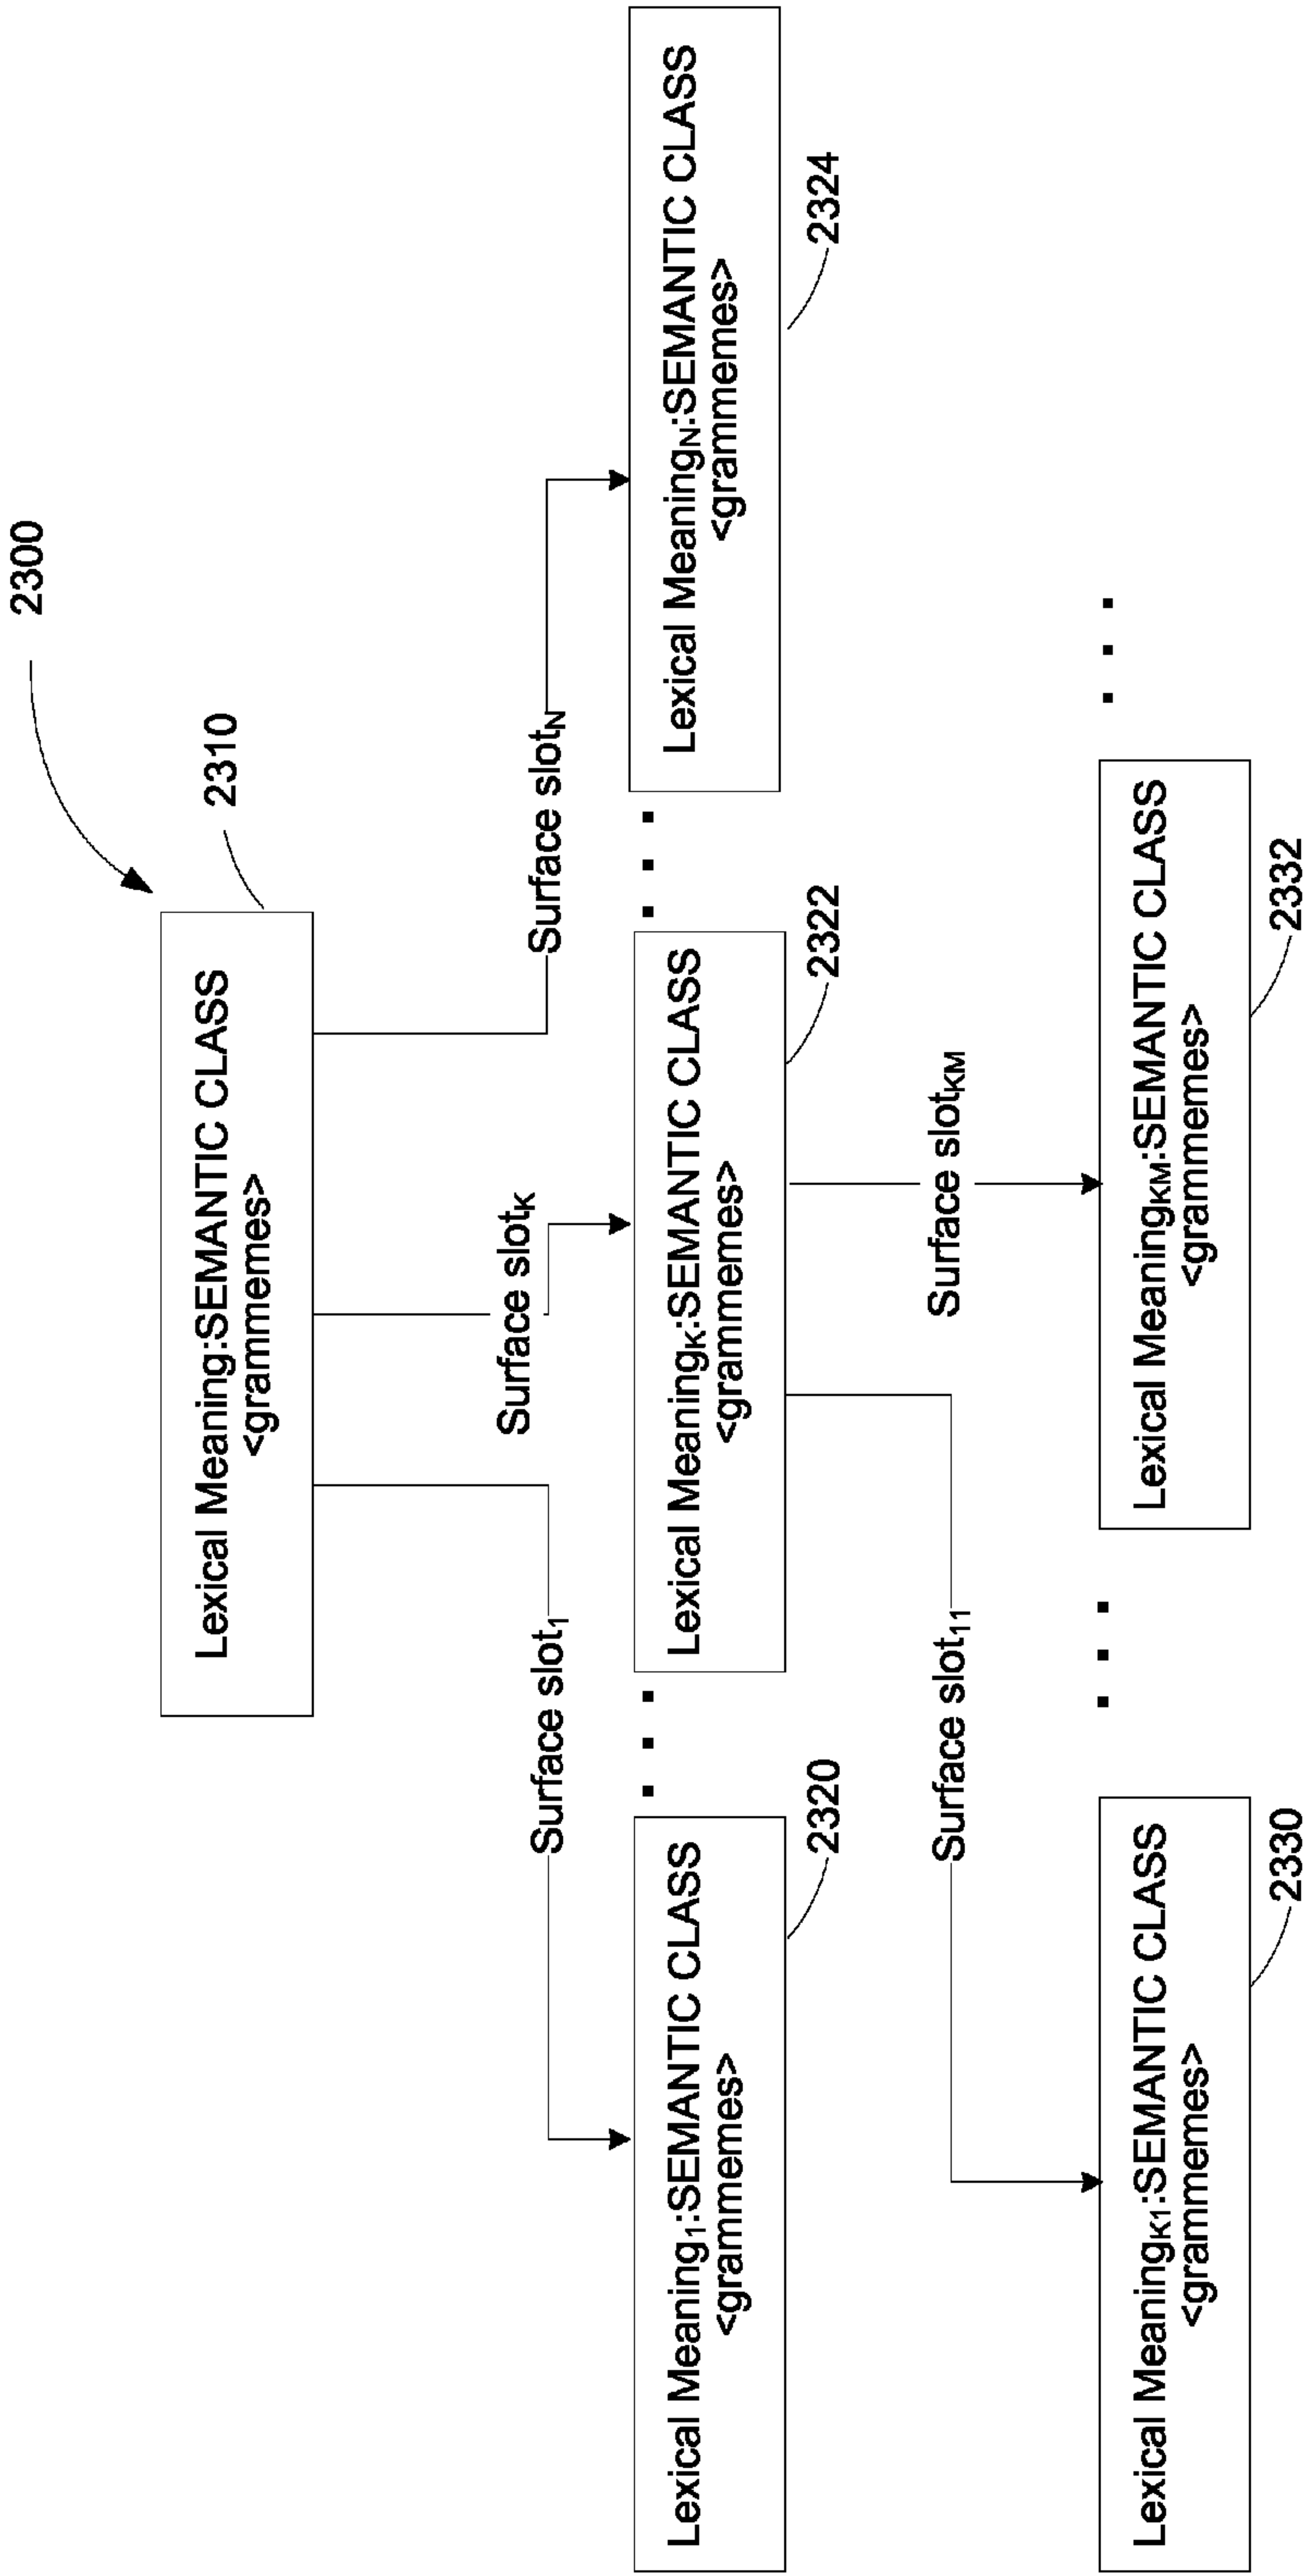 2300
2310
Lexical Meaning:SEMANTIC CLASS
<grammemes>
Surface slot₁
Surface slotK
Surface slotN
Lexical Meaning₁:SEMANTIC CLASS
<grammemes>
2320
. . .
Lexical MeaningK:SEMANTIC CLASS
<grammemes>
2322
. . .
Lexical MeaningN:SEMANTIC CLASS
<grammemes>
2324
Surface slot₁₁
Surface slotKM
Lexical MeaningK1:SEMANTIC CLASS
<grammemes>
2330
. . .
Lexical MeaningKM:SEMANTIC CLASS
<grammemes>
2332
. . .